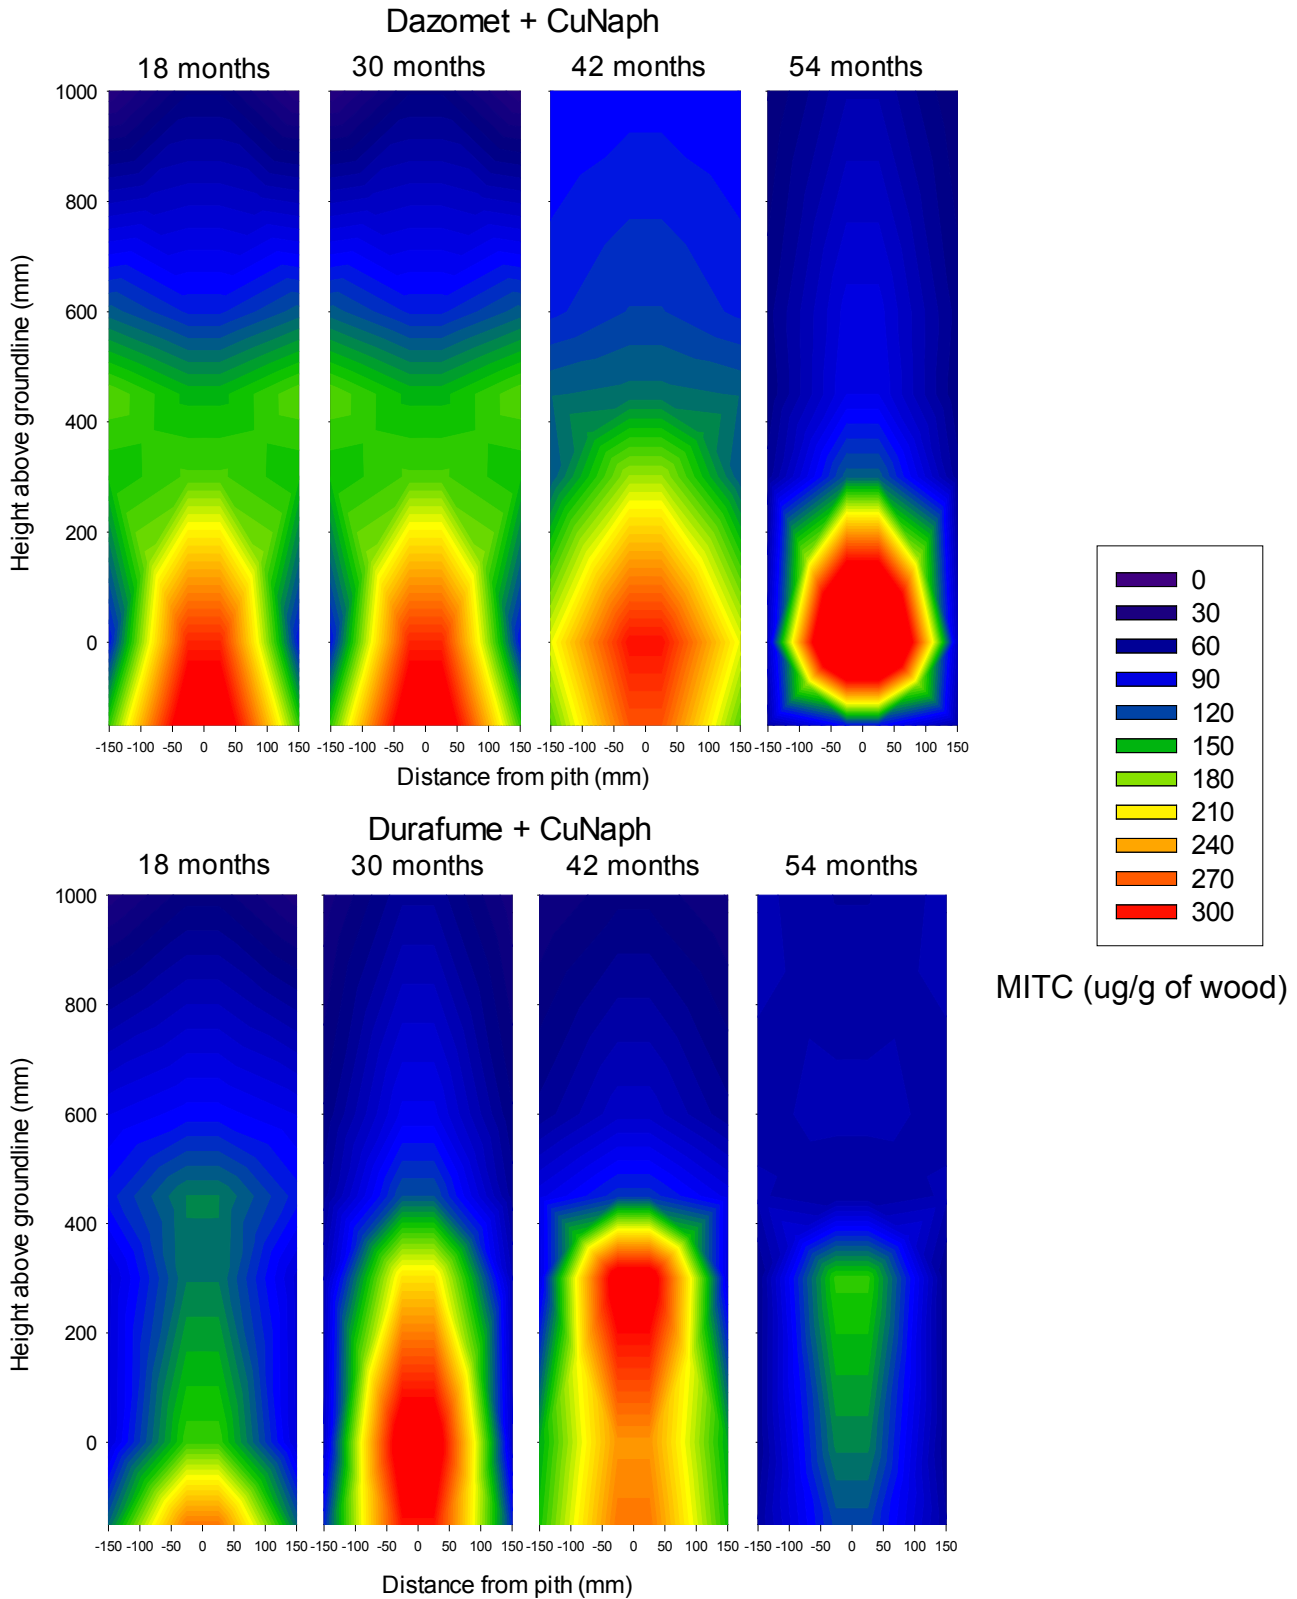 Dazomet + CuNaph
18 months 30 months 42 months 54 months
1000
800
600
400
200
0
Height above groundline (mm)
-150 -100 -50 0 50 100 150 -150 -100 -50 0 50 100 150 -150 -100 -50 0 50 100 150 -150 -100 -50 0 50 100 150
Distance from pith (mm)
0
30
60
90
120
150
180
210
240
270
300
MITC (ug/g of wood)
Durafume + CuNaph
18 months 30 months 42 months 54 months
1000
800
600
400
200
0
Height above groundline (mm)
-150 -100 -50 0 50 100 150 -150 -100 -50 0 50 100 150 -150 -100 -50 0 50 100 150 -150 -100 -50 0 50 100 150
Distance from pith (mm)